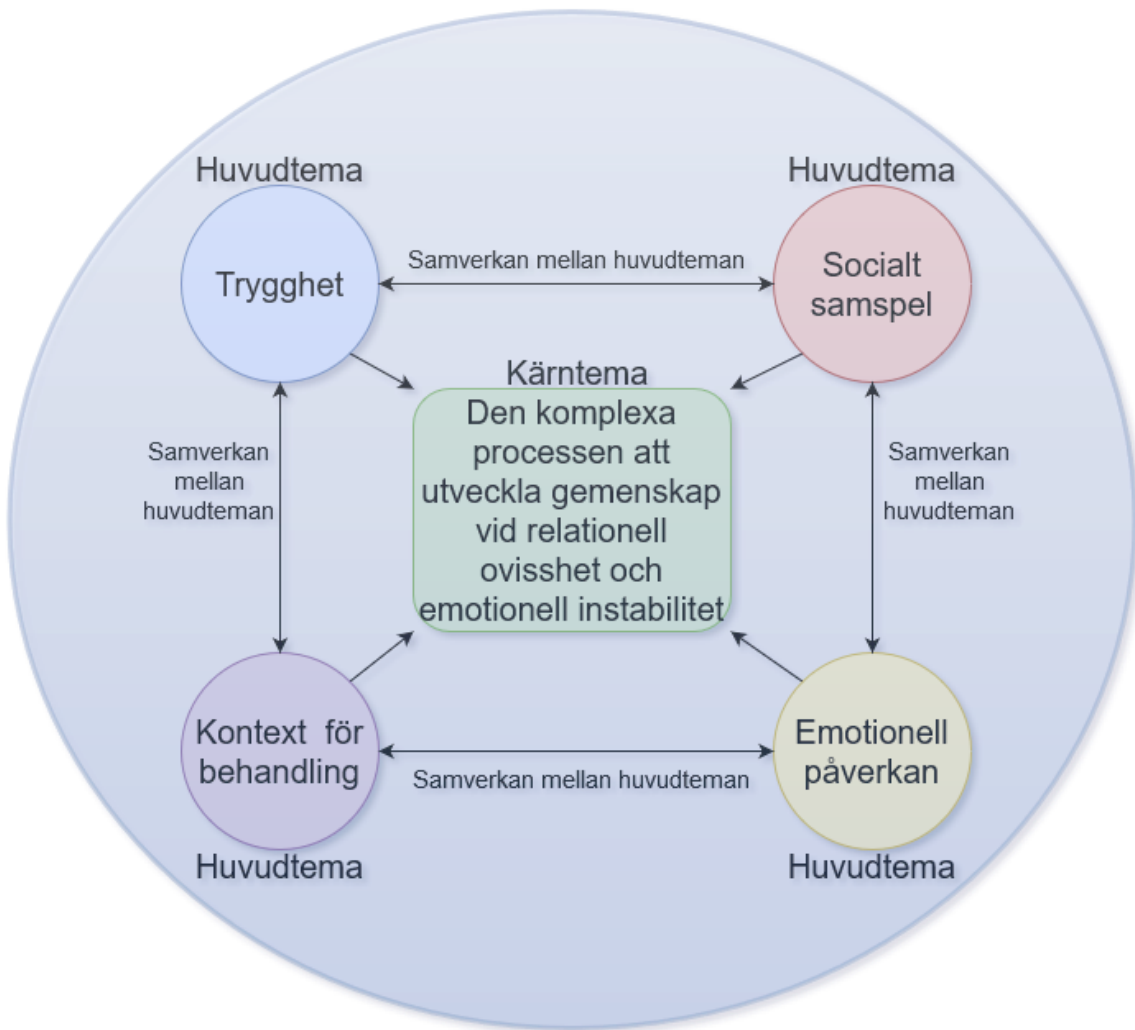 Huvudtema
Huvudtema
Trygghet
Samverkan mellan huvudteman
Socialt
samspel
Kärntema
Den komplexa
processen att
utveckla gemenskap
vid relationell
ovisshet och
emotionell instabilitet
Samverkan
mellan
huvudteman
Samverkan
mellan
huvudteman
Kontext för
behandling
Samverkan mellan huvudteman
Emotionell
påverkan
Huvudtema
Huvudtema